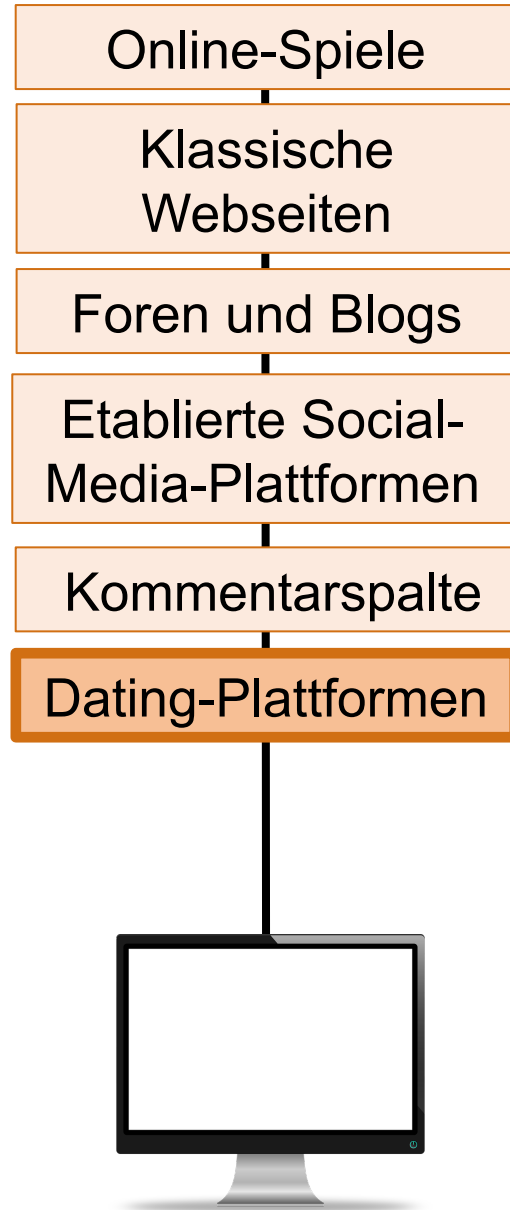 Online-Spiele
Klassische
Webseiten
Foren und Blogs
Etablierte Social-
Media-Plattformen
Kommentarspalte
Dating-Plattformen